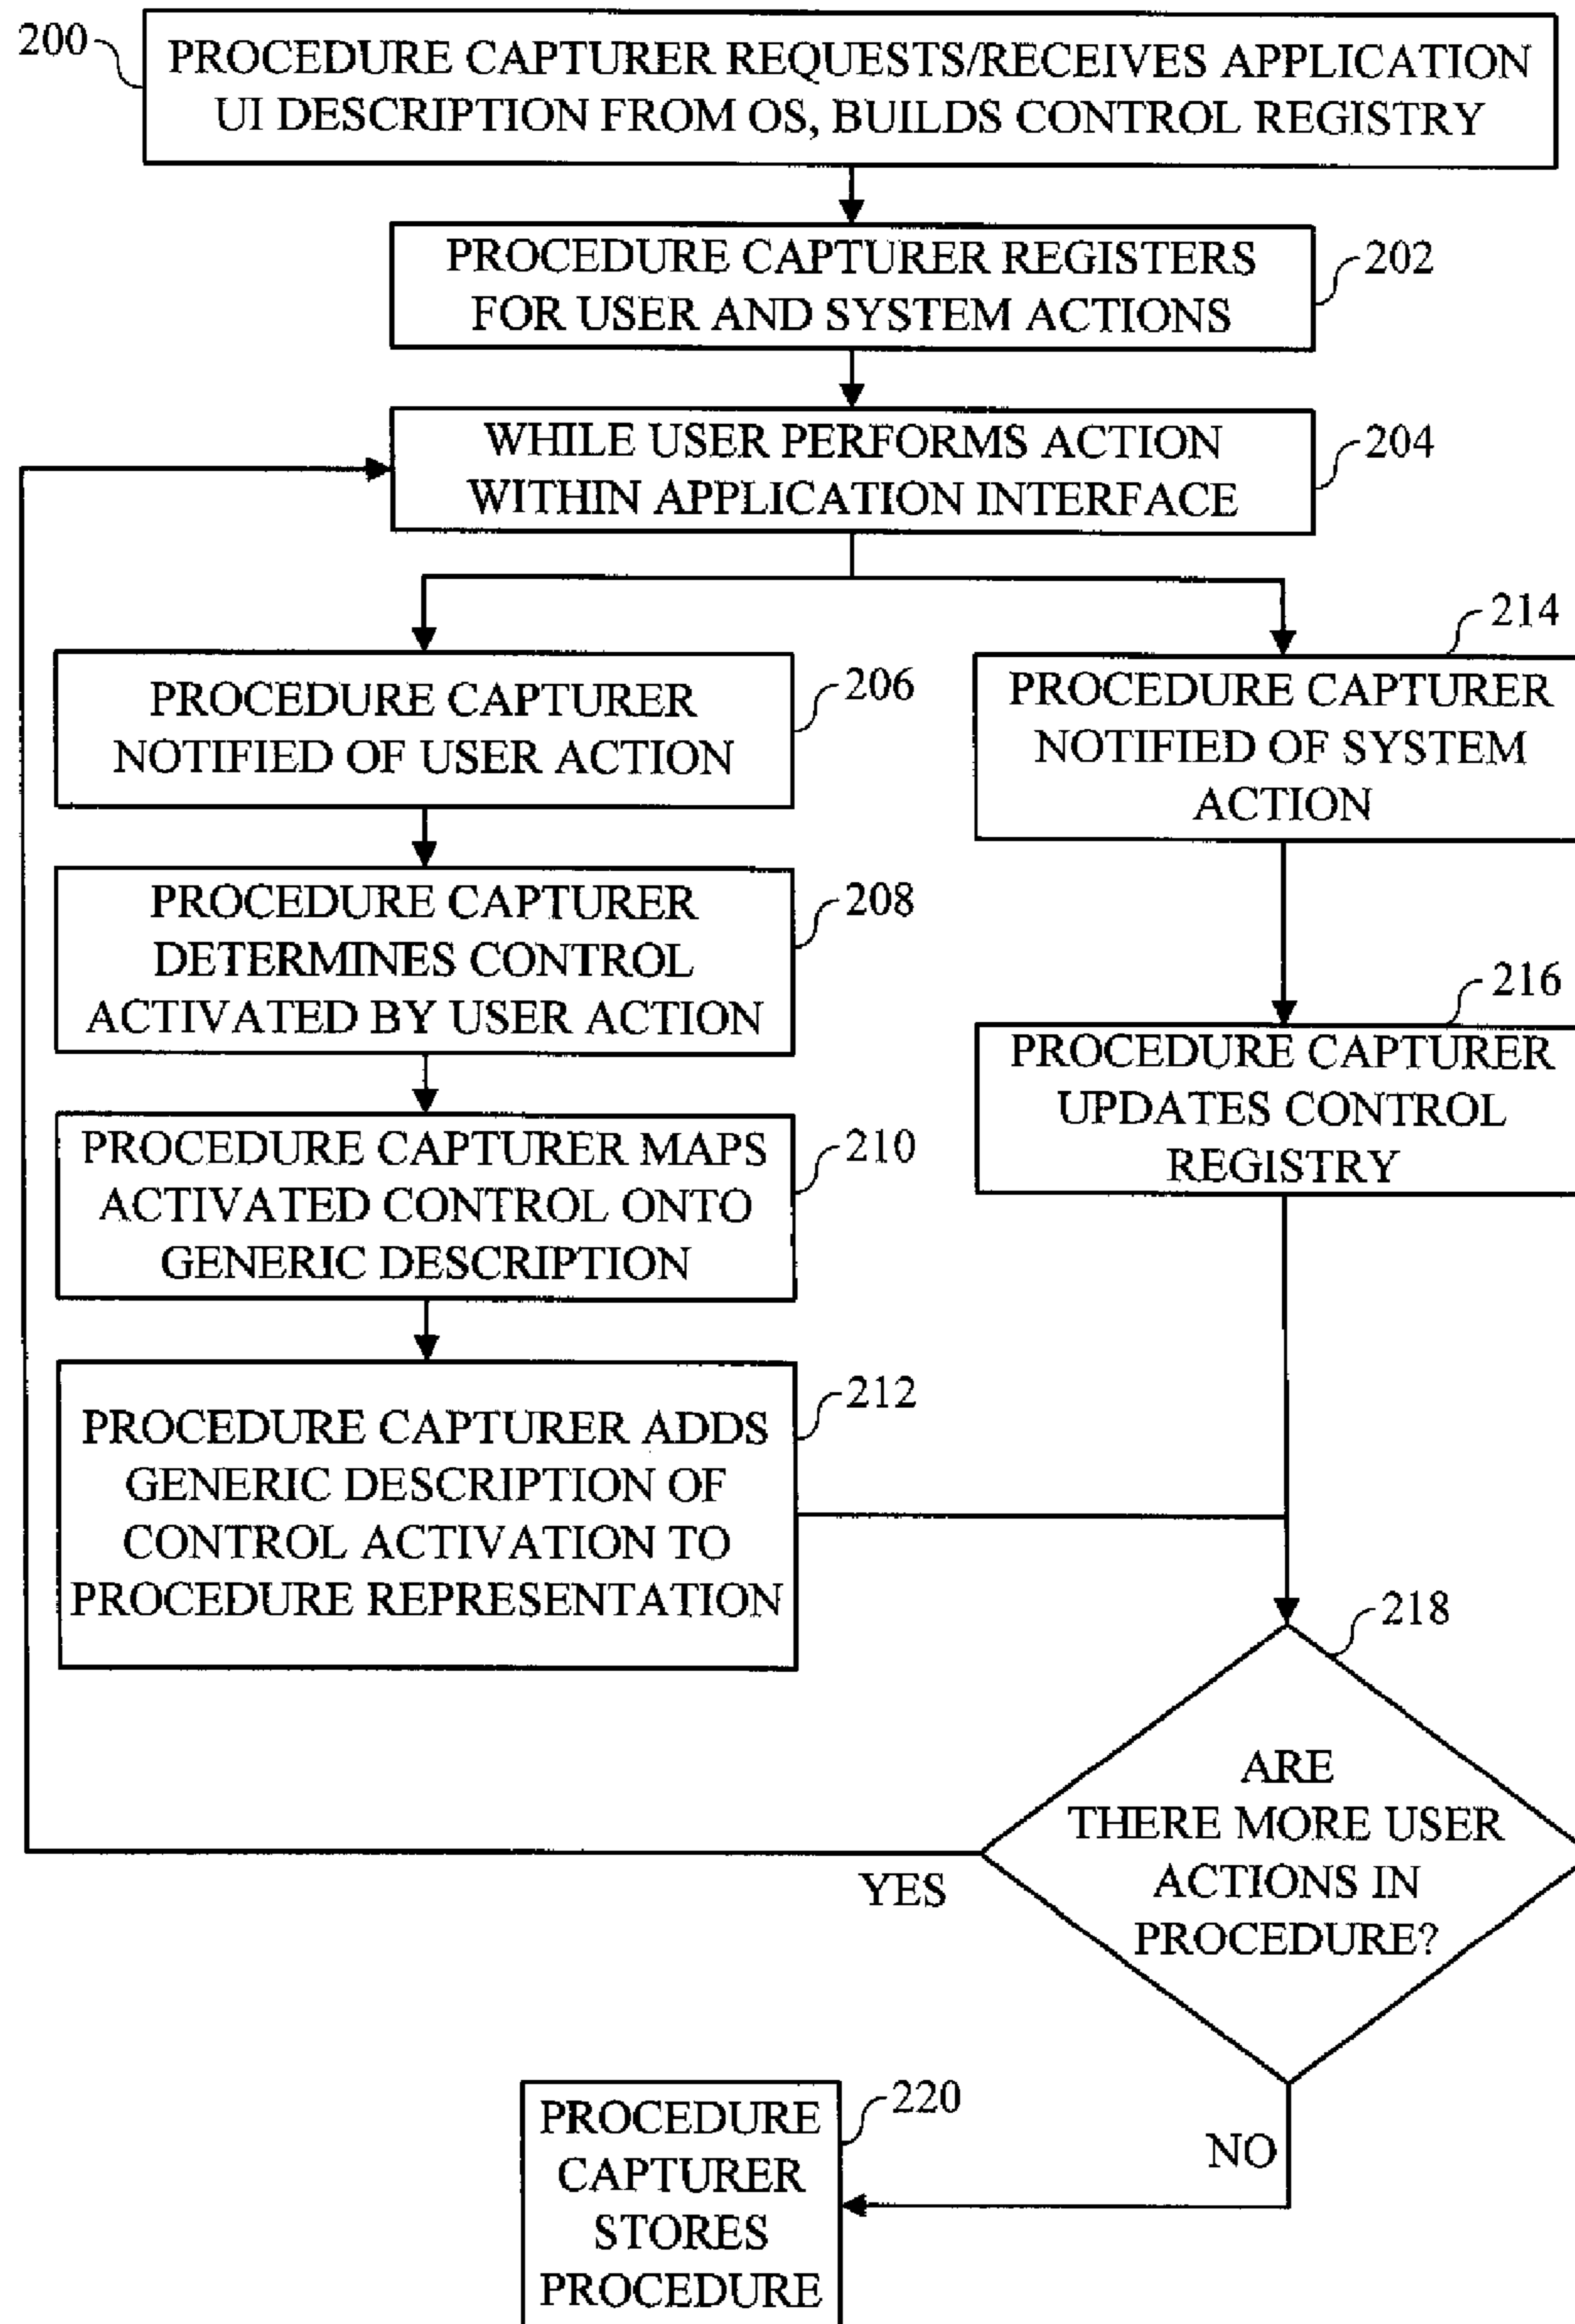 200
PROCEDURE CAPTURER REQUESTS/RECEIVES APPLICATION
UI DESCRIPTION FROM OS, BUILDS CONTROL REGISTRY
PROCEDURE CAPTURER REGISTERS
FOR USER AND SYSTEM ACTIONS
202
WHILE USER PERFORMS ACTION
WITHIN APPLICATION INTERFACE
204
PROCEDURE CAPTURER
NOTIFIED OF USER ACTION
206
PROCEDURE CAPTURER
DETERMINES CONTROL
ACTIVATED BY USER ACTION
208
PROCEDURE CAPTURER MAPS
ACTIVATED CONTROL ONTO
GENERIC DESCRIPTION
210
PROCEDURE CAPTURER ADDS
GENERIC DESCRIPTION OF
CONTROL ACTIVATION TO
PROCEDURE REPRESENTATION
212
214
PROCEDURE CAPTURER
NOTIFIED OF SYSTEM
ACTION
216
PROCEDURE CAPTURER
UPDATES CONTROL
REGISTRY
218
ARE
THERE MORE USER
ACTIONS IN
PROCEDURE?
YES
NO
220
PROCEDURE
CAPTURER
STORES
PROCEDURE